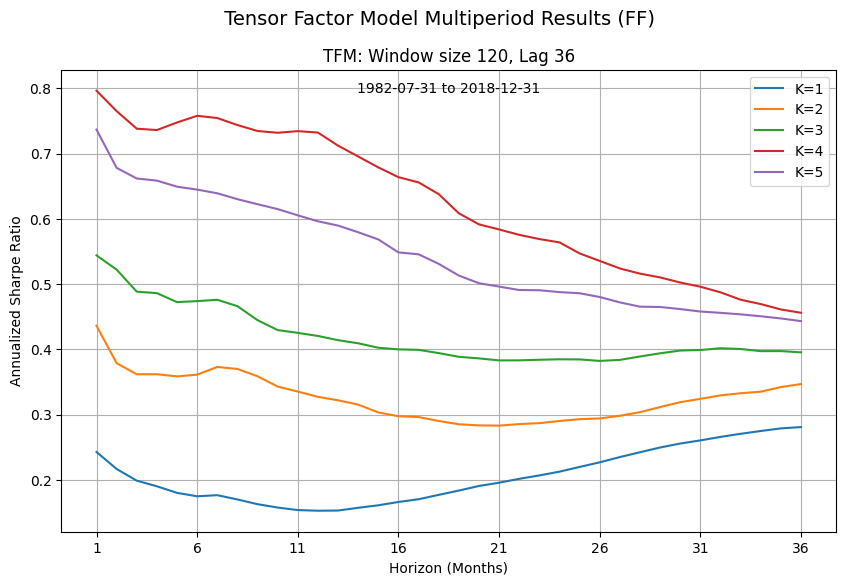 Tensor Factor Model Multiperiod Results (FF)
TFM: Window size 120, Lag 36
1982-07-31 to 2018-12-31
K=1
K=2
K=3
K=4
K=5
Annualized Sharpe Ratio
0.8
0.7
0.6
0.5
0.4
0.3
0.2
1 6 11 16 21 26 31 36
Horizon (Months)